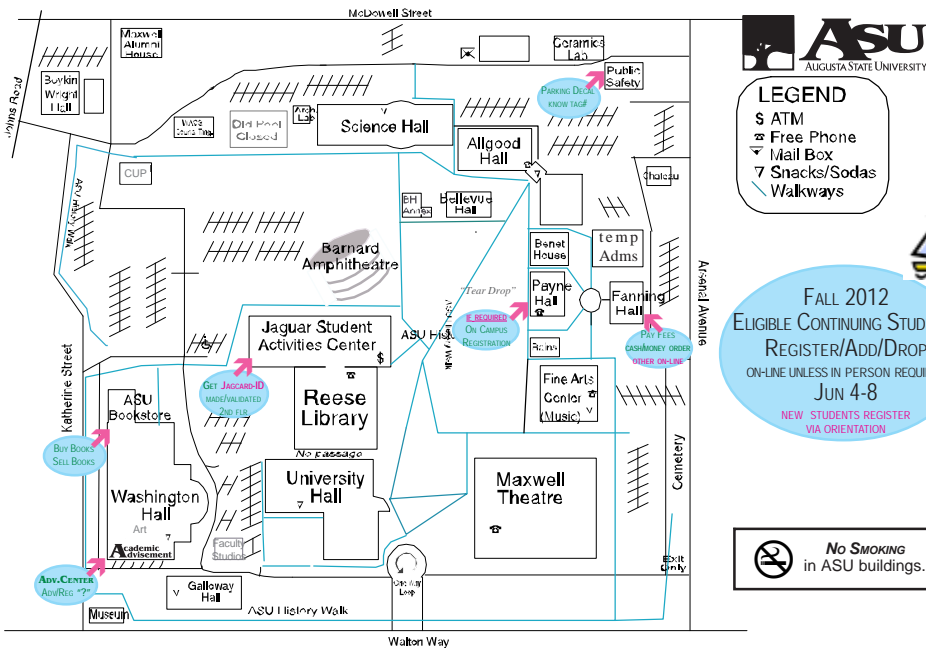 McDowell Street
Maxwell
Alumni
House
Boykin
Wright
Hall
Johns Road
Ceramics
Lab
Public
Safety
Parking Decal
know tag#
Old Pool
Closed
Arch.
Lab
Science Hall
Allgood
Hall
CUP
ASU History Walk
BH
Annex
Bellevue
Hall
Chateau
Barnard
Amphitheatre
Benet
House
temp
Adms
"Tear Drop"
Payne
Hall
Fanning
Hall
Arsenal Avenue
IF REQUIRED
On Campus
Registration
Pay Fees
cash/money order
other on-line
Jaguar Student
Activities Center
$
Get Jagcard-ID
made/validated
2nd flr
Reese
Library
No passage
Fine Arts
Center
(Music)
Katherine Street
ASU
Bookstore
Buy Books
Sell Books
Washington
Hall
Art
Academic
Advisement
University
Hall
Maxwell
Theatre
Cemetery
Faculty
Studios
Adv.Center
Adv/Reg "?"
Galloway
Hall
One Way
Loop
Exit
Only
Museum
ASU History Walk
Walton Way
ASU
Augusta State University
LEGEND
$ ATM
Free Phone
Mail Box
Snacks/Sodas
Walkways
Fall 2012
Eligible Continuing Stud
Register/Add/Drop
on-line unless in person requi
Jun 4-8
new students register
via orientation
No Smoking
in ASU buildings.